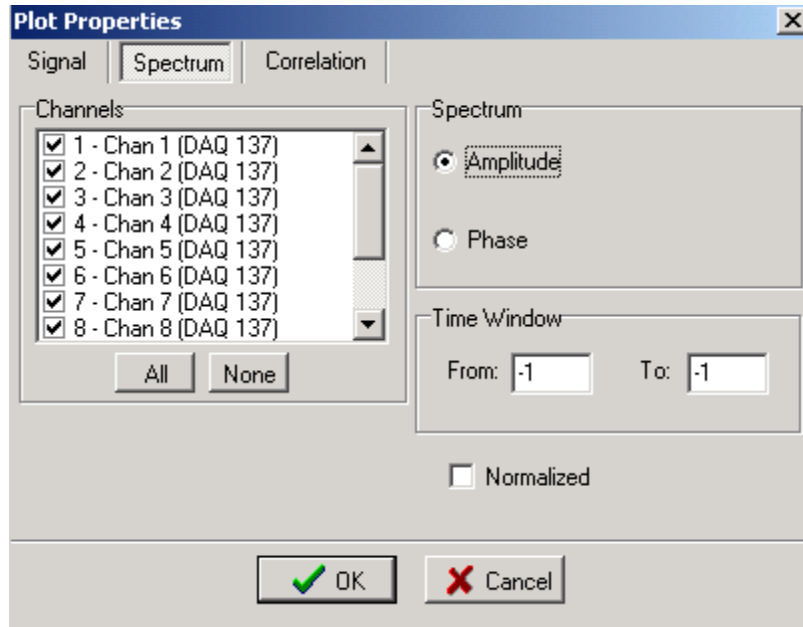 Plot Properties
Signal
Spectrum
Correlation
Channels
1 - Chan 1 (DAQ 137)
2 - Chan 2 (DAQ 137)
3 - Chan 3 (DAQ 137)
4 - Chan 4 (DAQ 137)
5 - Chan 5 (DAQ 137)
6 - Chan 6 (DAQ 137)
7 - Chan 7 (DAQ 137)
8 - Chan 8 (DAQ 137)
All
None
Spectrum
Amplitude
Phase
Time Window
From: -1
To: -1
Normalized
OK
Cancel